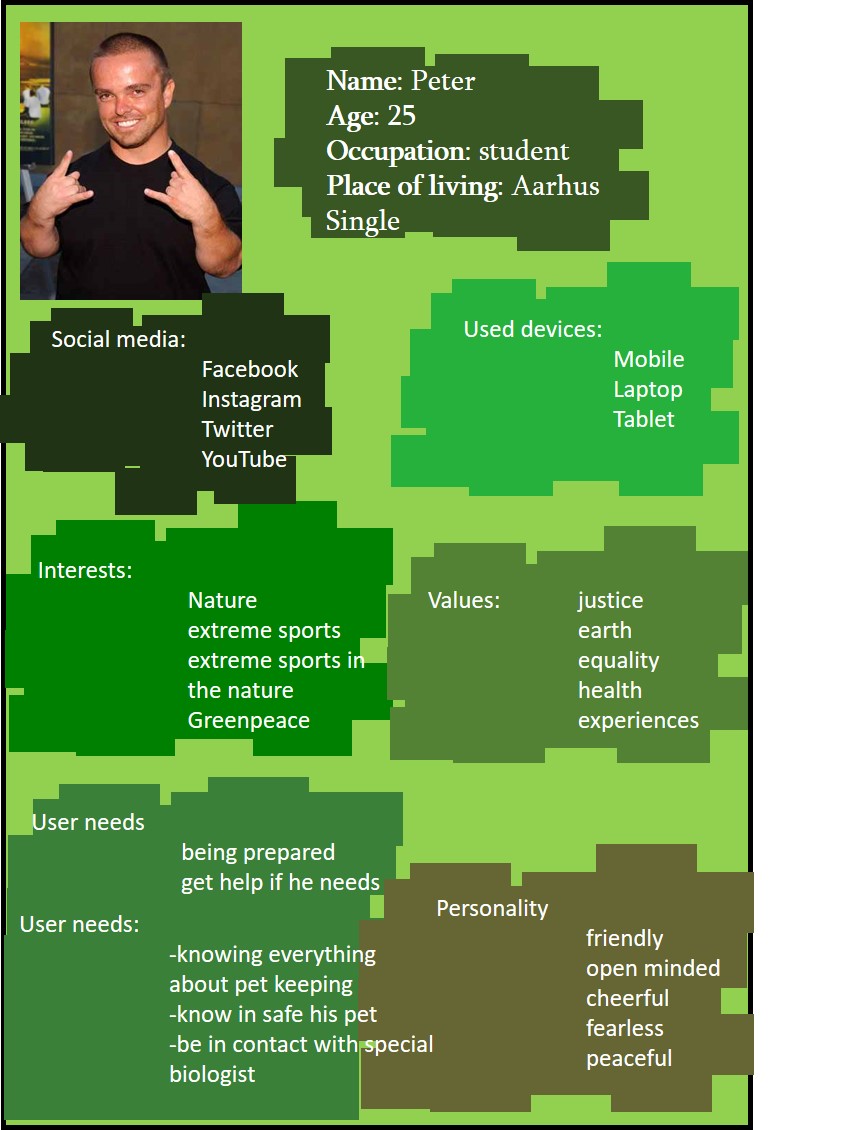 Name: Peter
Age: 25
Occupation: student
Place of living: Aarhus
Single
Social media:
Facebook
Instagram
Twitter
YouTube
Used devices:
Mobile
Laptop
Tablet
Interests:
Nature
extreme sports
extreme sports in
the nature
Greenpeace
Values:
justice
earth
equality
health
experiences
User needs
being prepared
get help if he needs
User needs:
-knowing everything
about pet keeping
-know in safe his pet
-be in contact with special
biologist
Personality
friendly
open minded
cheerful
fearless
peaceful